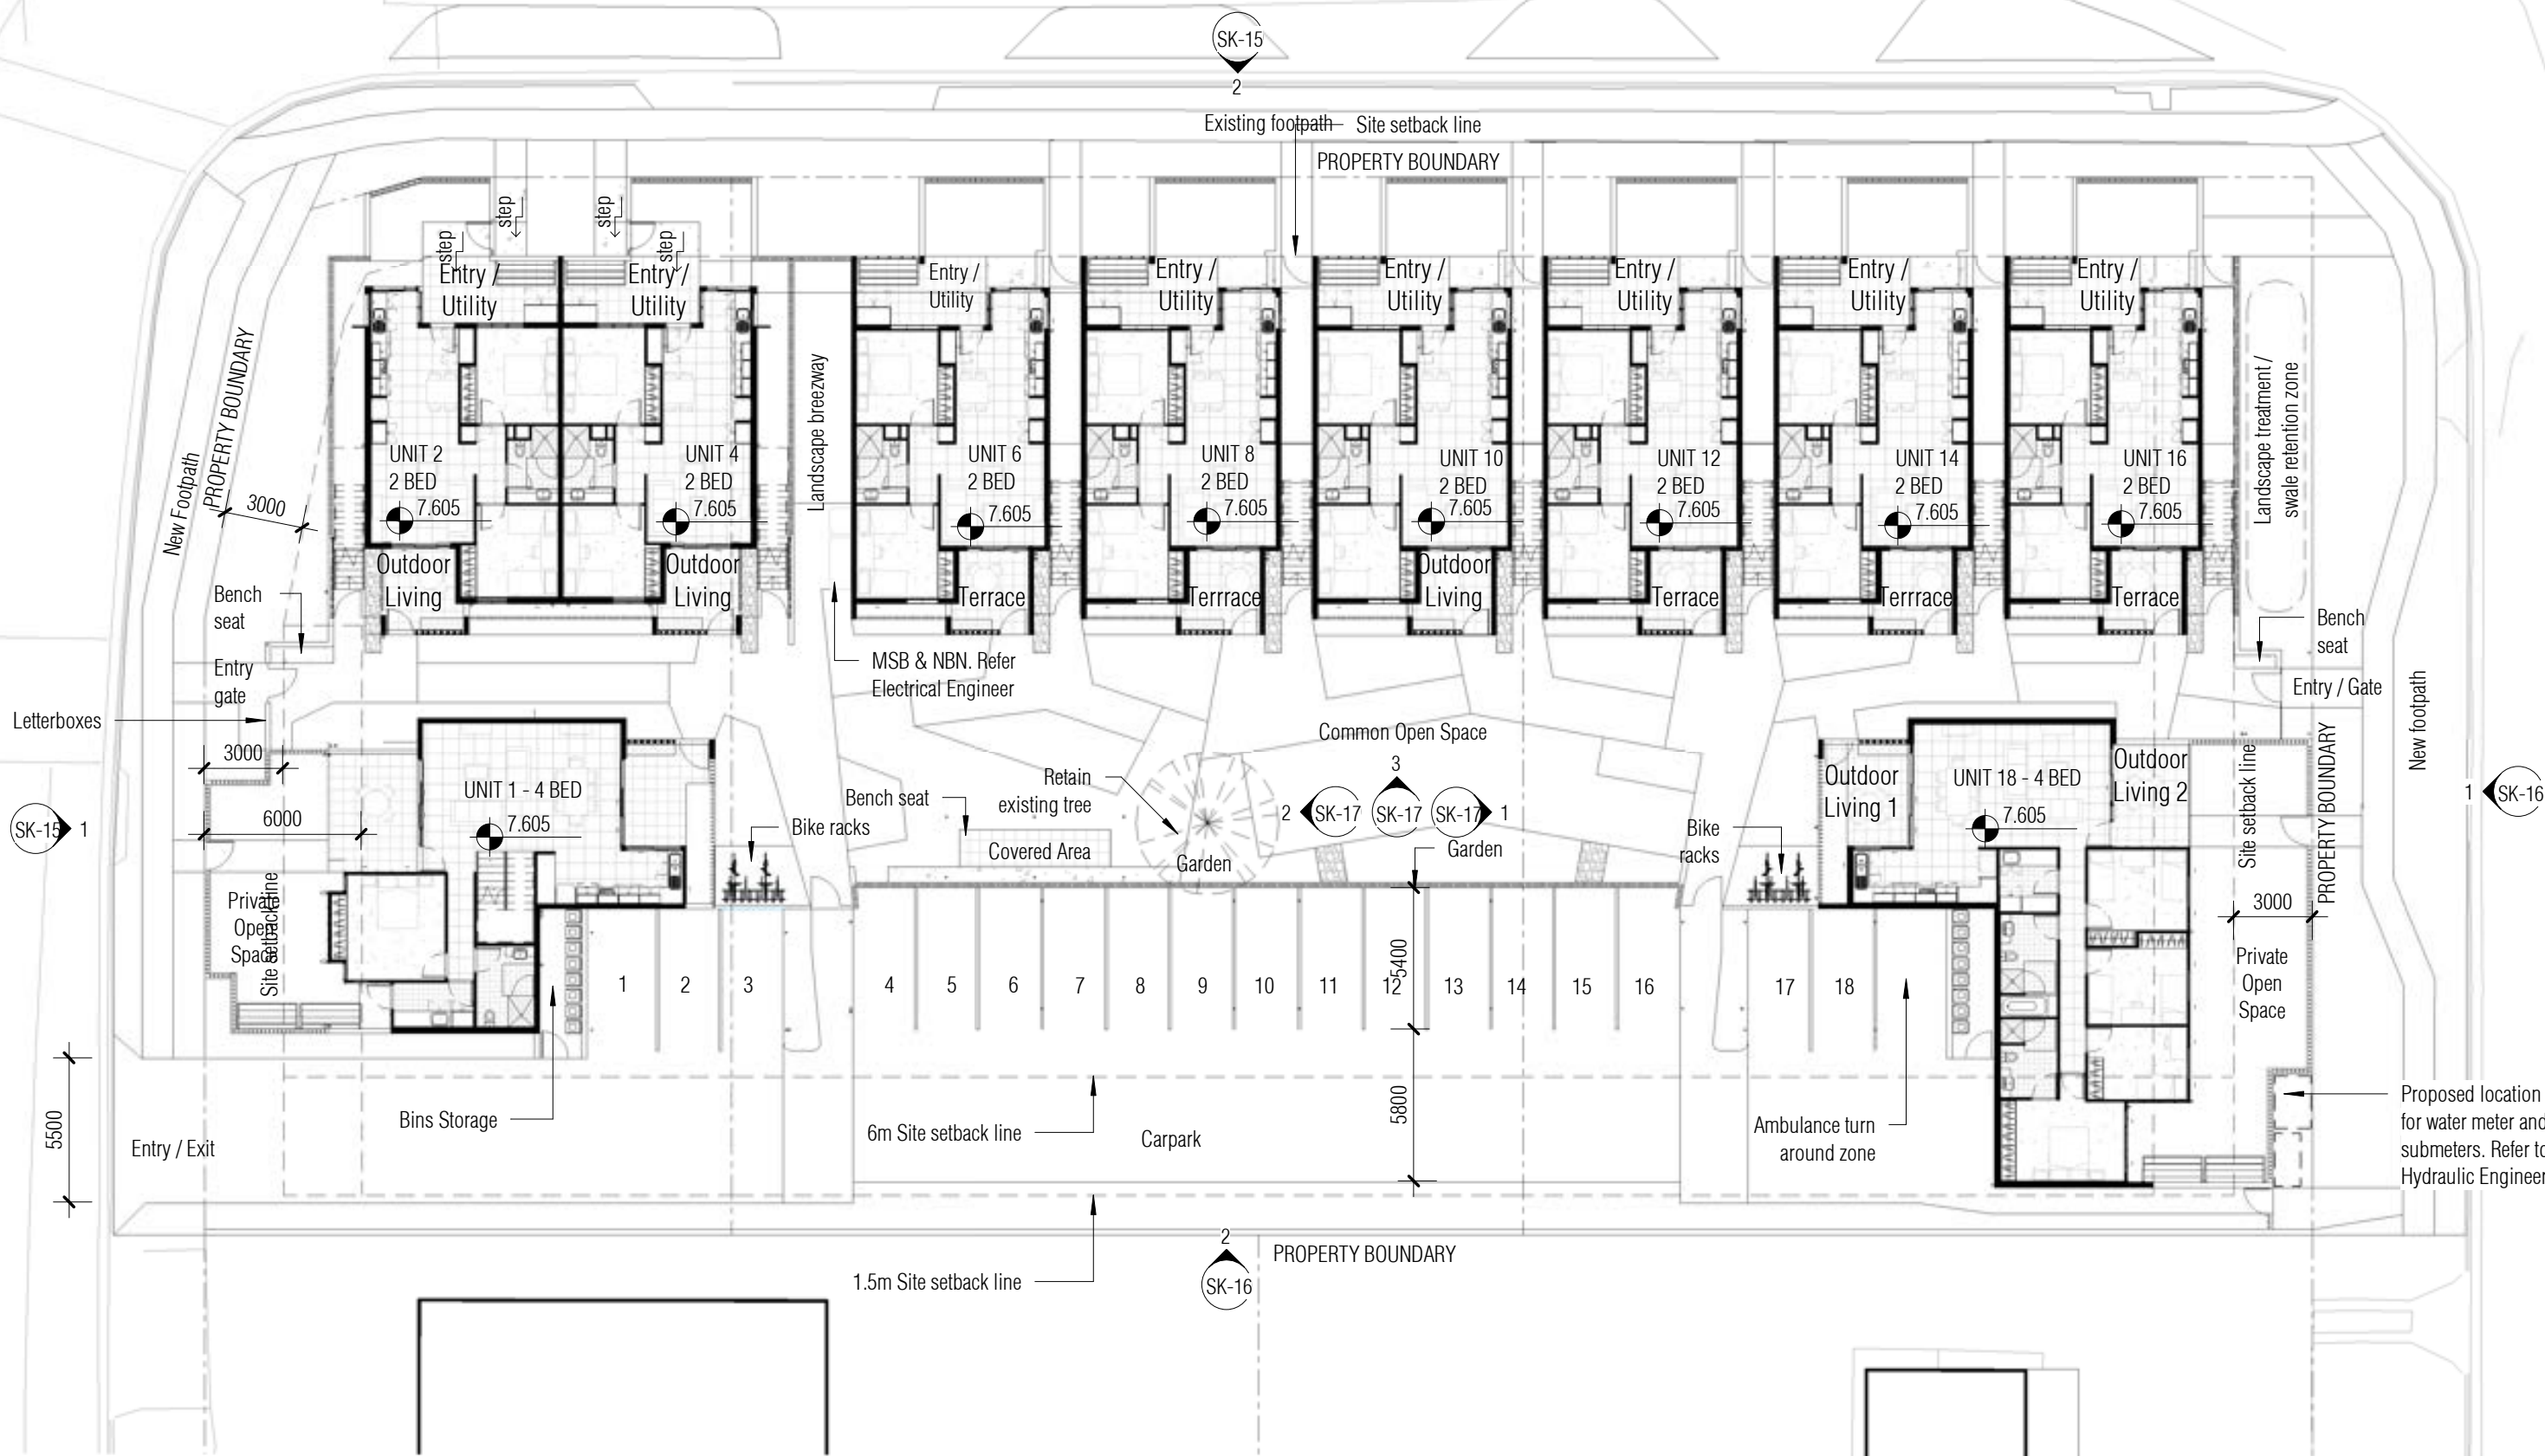 SK-15
2
Existing footpath
Site setback line
PROPERTY BOUNDARY
step
step
step
step
Entry /
Utility
Entry /
Utility
Entry /
Utility
Entry /
Utility
Entry /
Utility
Entry /
Utility
Entry /
Utility
Entry /
Utility
New Footpath
PROPERTY BOUNDARY
3000
Landscape breezway
Landscape treatment /
swale retention zone
UNIT 2
2 BED
7.605
UNIT 4
2 BED
7.605
UNIT 6
2 BED
7.605
UNIT 8
2 BED
7.605
UNIT 10
2 BED
7.605
UNIT 12
2 BED
7.605
UNIT 14
2 BED
7.605
UNIT 16
2 BED
7.605
Outdoor
Living
Outdoor
Living
Terrace
Terrrace
Outdoor
Living
Terrace
Terrrace
Terrace
Bench
seat
Entry
gate
Letterboxes
MSB & NBN. Refer
Electrical Engineer
Bench
seat
Entry / Gate
New footpath
PROPERTY BOUNDARY
Site setback line
3000
6000
3000
UNIT 1 - 4 BED
7.605
Bike racks
Bench seat
Covered Area
Retain
existing tree
Garden
Common Open Space
3
SK-17
2
SK-17
SK-17
1
Garden
Bike
racks
Outdoor
Living 1
UNIT 18 - 4 BED
7.605
Outdoor
Living 2
SK-15
1
1
SK-16
Private
Open
Space
Site setback line
Private
Open
Space
1
2
3
4
5
6
7
8
9
10
11
12
13
14
15
16
17
18
5400
5800
5500
Entry / Exit
Bins Storage
6m Site setback line
Carpark
Ambulance turn
around zone
Proposed location
for water meter and
submeters. Refer to
Hydraulic Engineer
1.5m Site setback line
2
SK-16
PROPERTY BOUNDARY